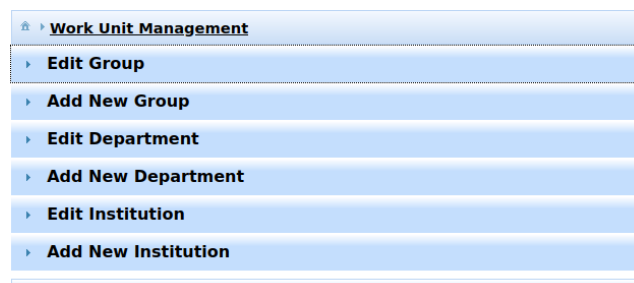 Work Unit Management
Edit Group
Add New Group
Edit Department
Add New Department
Edit Institution
Add New Institution